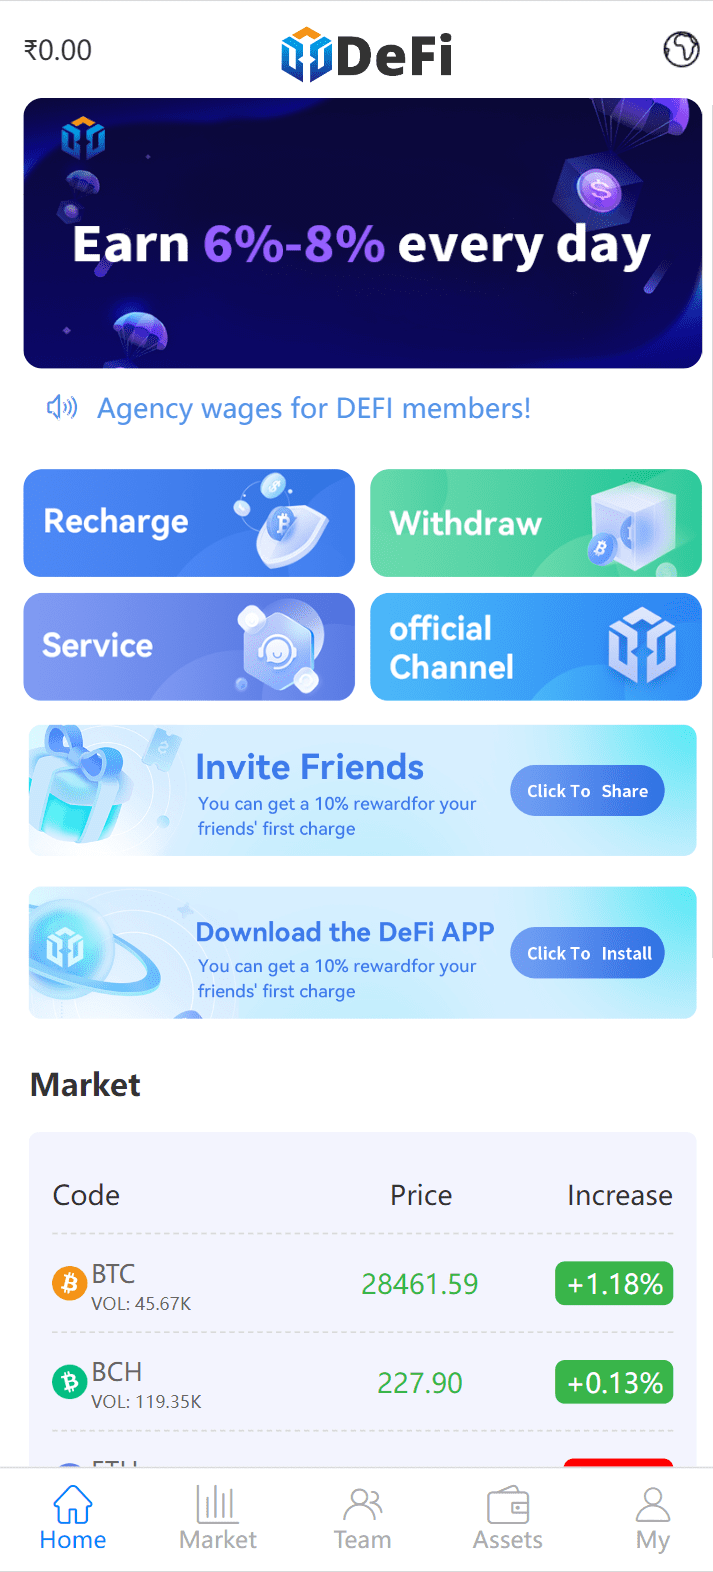 ₹0.00
DeFi
Earn 6%-8% every day
Agency wages for DEFI members!
Recharge
Withdraw
Service
official
Channel
Invite Friends
You can get a 10% rewardfor your
friends' first charge
Click To Share
Download the DeFi APP
You can get a 10% rewardfor your
friends' first charge
Click To Install
Market
Code Price Increase
BTC
VOL: 45.67K
28461.59
+1.18%
BCH
VOL: 119.35K
227.90
+0.13%
Home Market Team Assets My